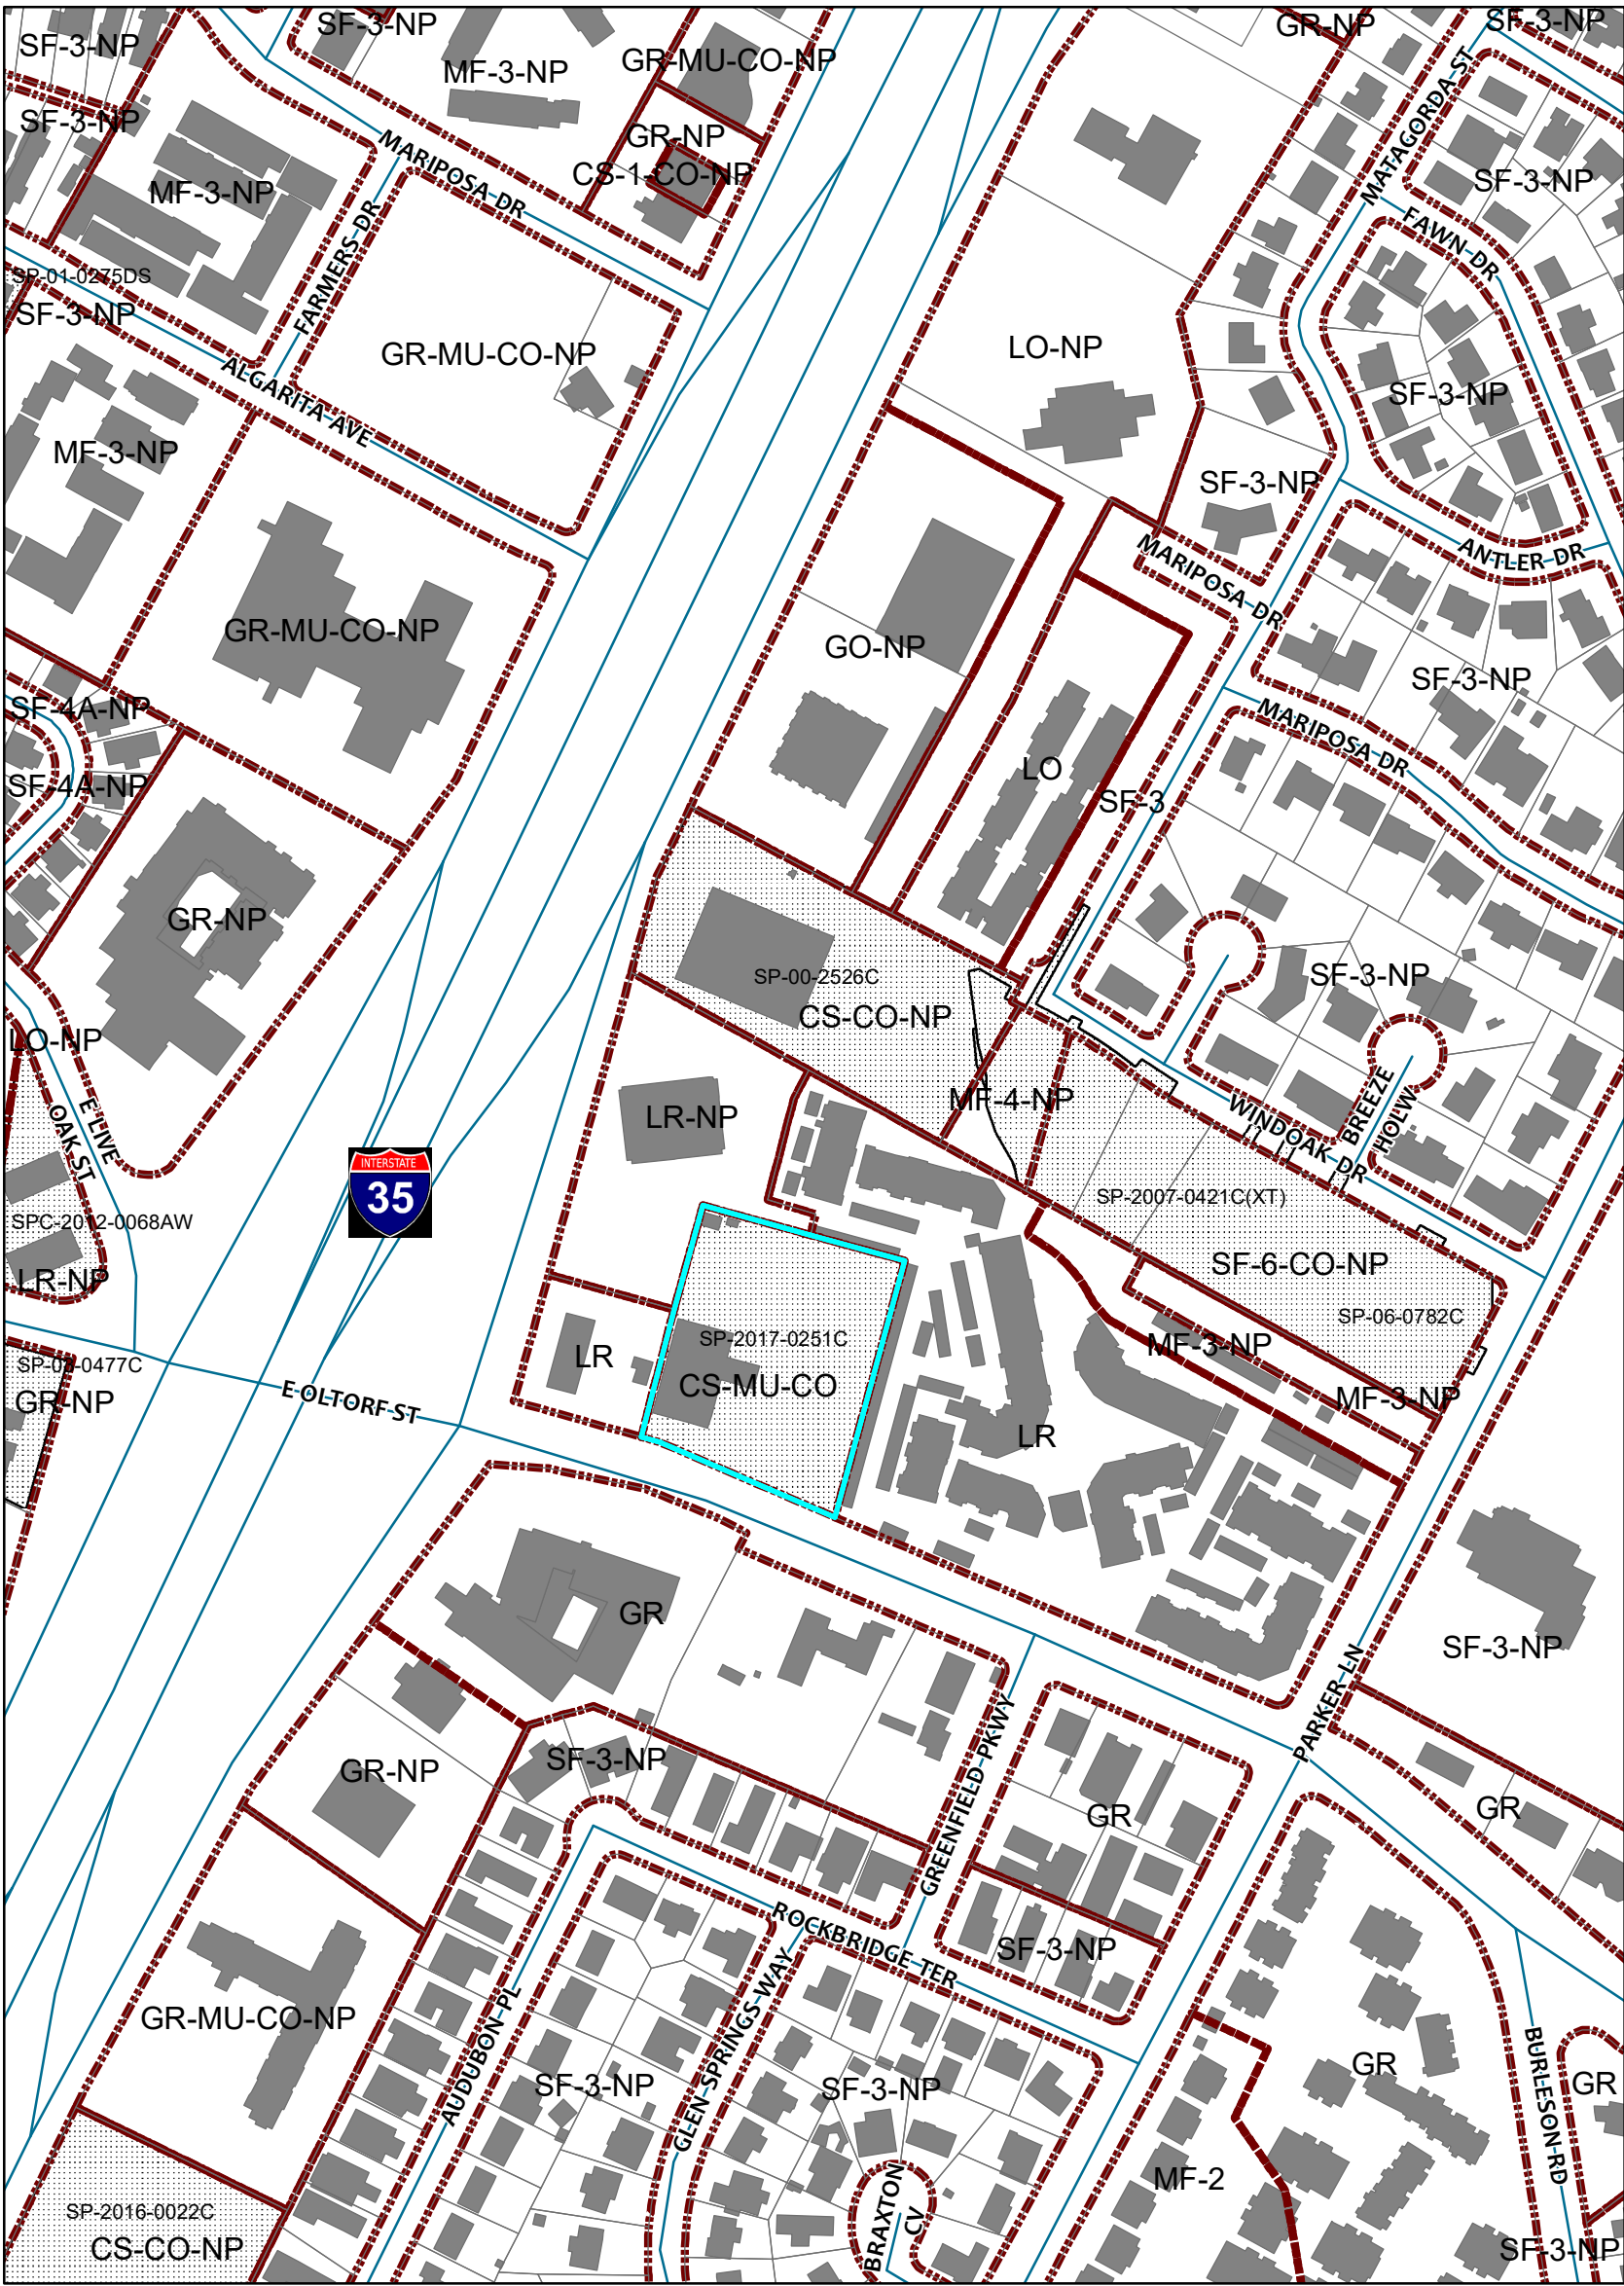 SF-3-NP
SF-3-NP
GR-NP
SF-3-NP
MF-3-NP
GR-MU-CO-NP
MATAGORDA ST
SF-3-NP
GR-NP
CS-1-CO-NP
MARIPOSA DR
MF-3-NP
SF-3-NP
FARMERS DR
FAWN DR
SP-01-0275DS
SF-3-NP
GR-MU-CO-NP
LO-NP
ALGARITA AVE
SF-3-NP
MF-3-NP
SF-3-NP
ANTLER DR
MARIPOSA DR
GR-MU-CO-NP
GO-NP
SF-3-NP
SF-4A-NP
MARIPOSA DR
SF-4A-NP
LO
SF-3
GR-NP
SP-00-2526C
CS-CO-NP
SF-3-NP
LO-NP
E LIVE
OAK ST
LR-NP
MF-4-NP
WINDOAK DR
BREEZE
HOLW
INTERSTATE
35
SP-2007-0421C(XT)
SPC-2012-0068AW
LR-NP
SF-6-CO-NP
SP-06-0782C
SP-2017-0251C
CS-MU-CO
LR
MF-3-NP
MF-3-NP
GR-NP
E OLTORF ST
LR
GR
SF-3-NP
PARKER LN
GR-NP
SF-3-NP
GREENFIELD PKWY
GR
GR
ROCKBRIDGE TER
SF-3-NP
GR-MU-CO-NP
AUDUBON PL
GLEN SPRINGS WAY
SF-3-NP
SF-3-NP
GR
BURLESON RD
GR
MF-2
BRAXTON
CV
SP-2016-0022C
CS-CO-NP
SF-3-NP